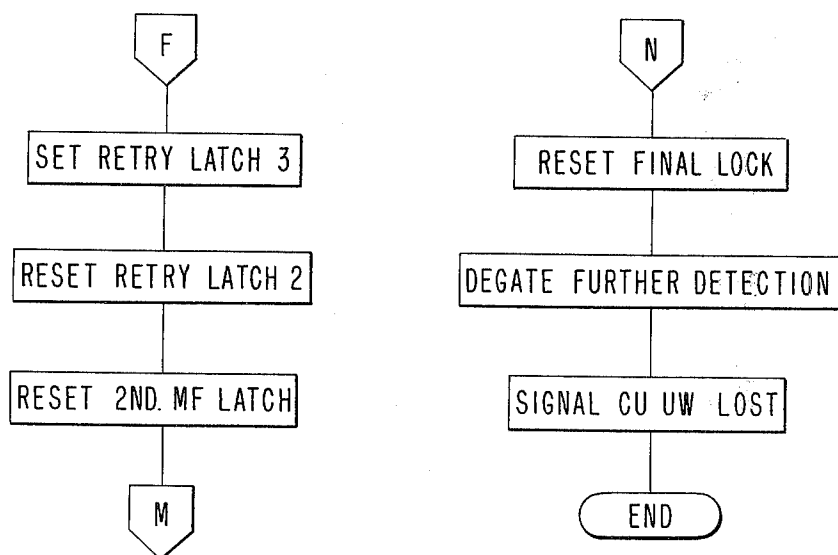 F
SET RETRY LATCH 3
RESET RETRY LATCH 2
RESET 2ND. MF LATCH
M
N
RESET FINAL LOCK
DEGATE FURTHER DETECTION
SIGNAL CU UW LOST
END